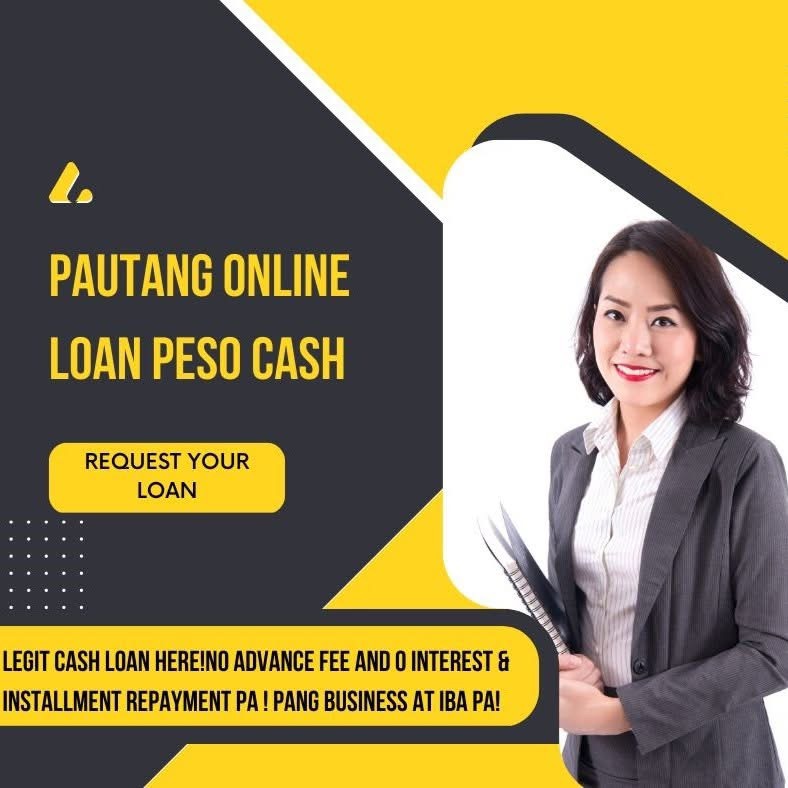 PAUTANG ONLINE
LOAN PESO CASH
REQUEST YOUR
LOAN
LEGIT CASH LOAN HERE!NO ADVANCE FEE AND 0 INTEREST &
INSTALLMENT REPAYMENT PA ! PANG BUSINESS AT IBA PA!